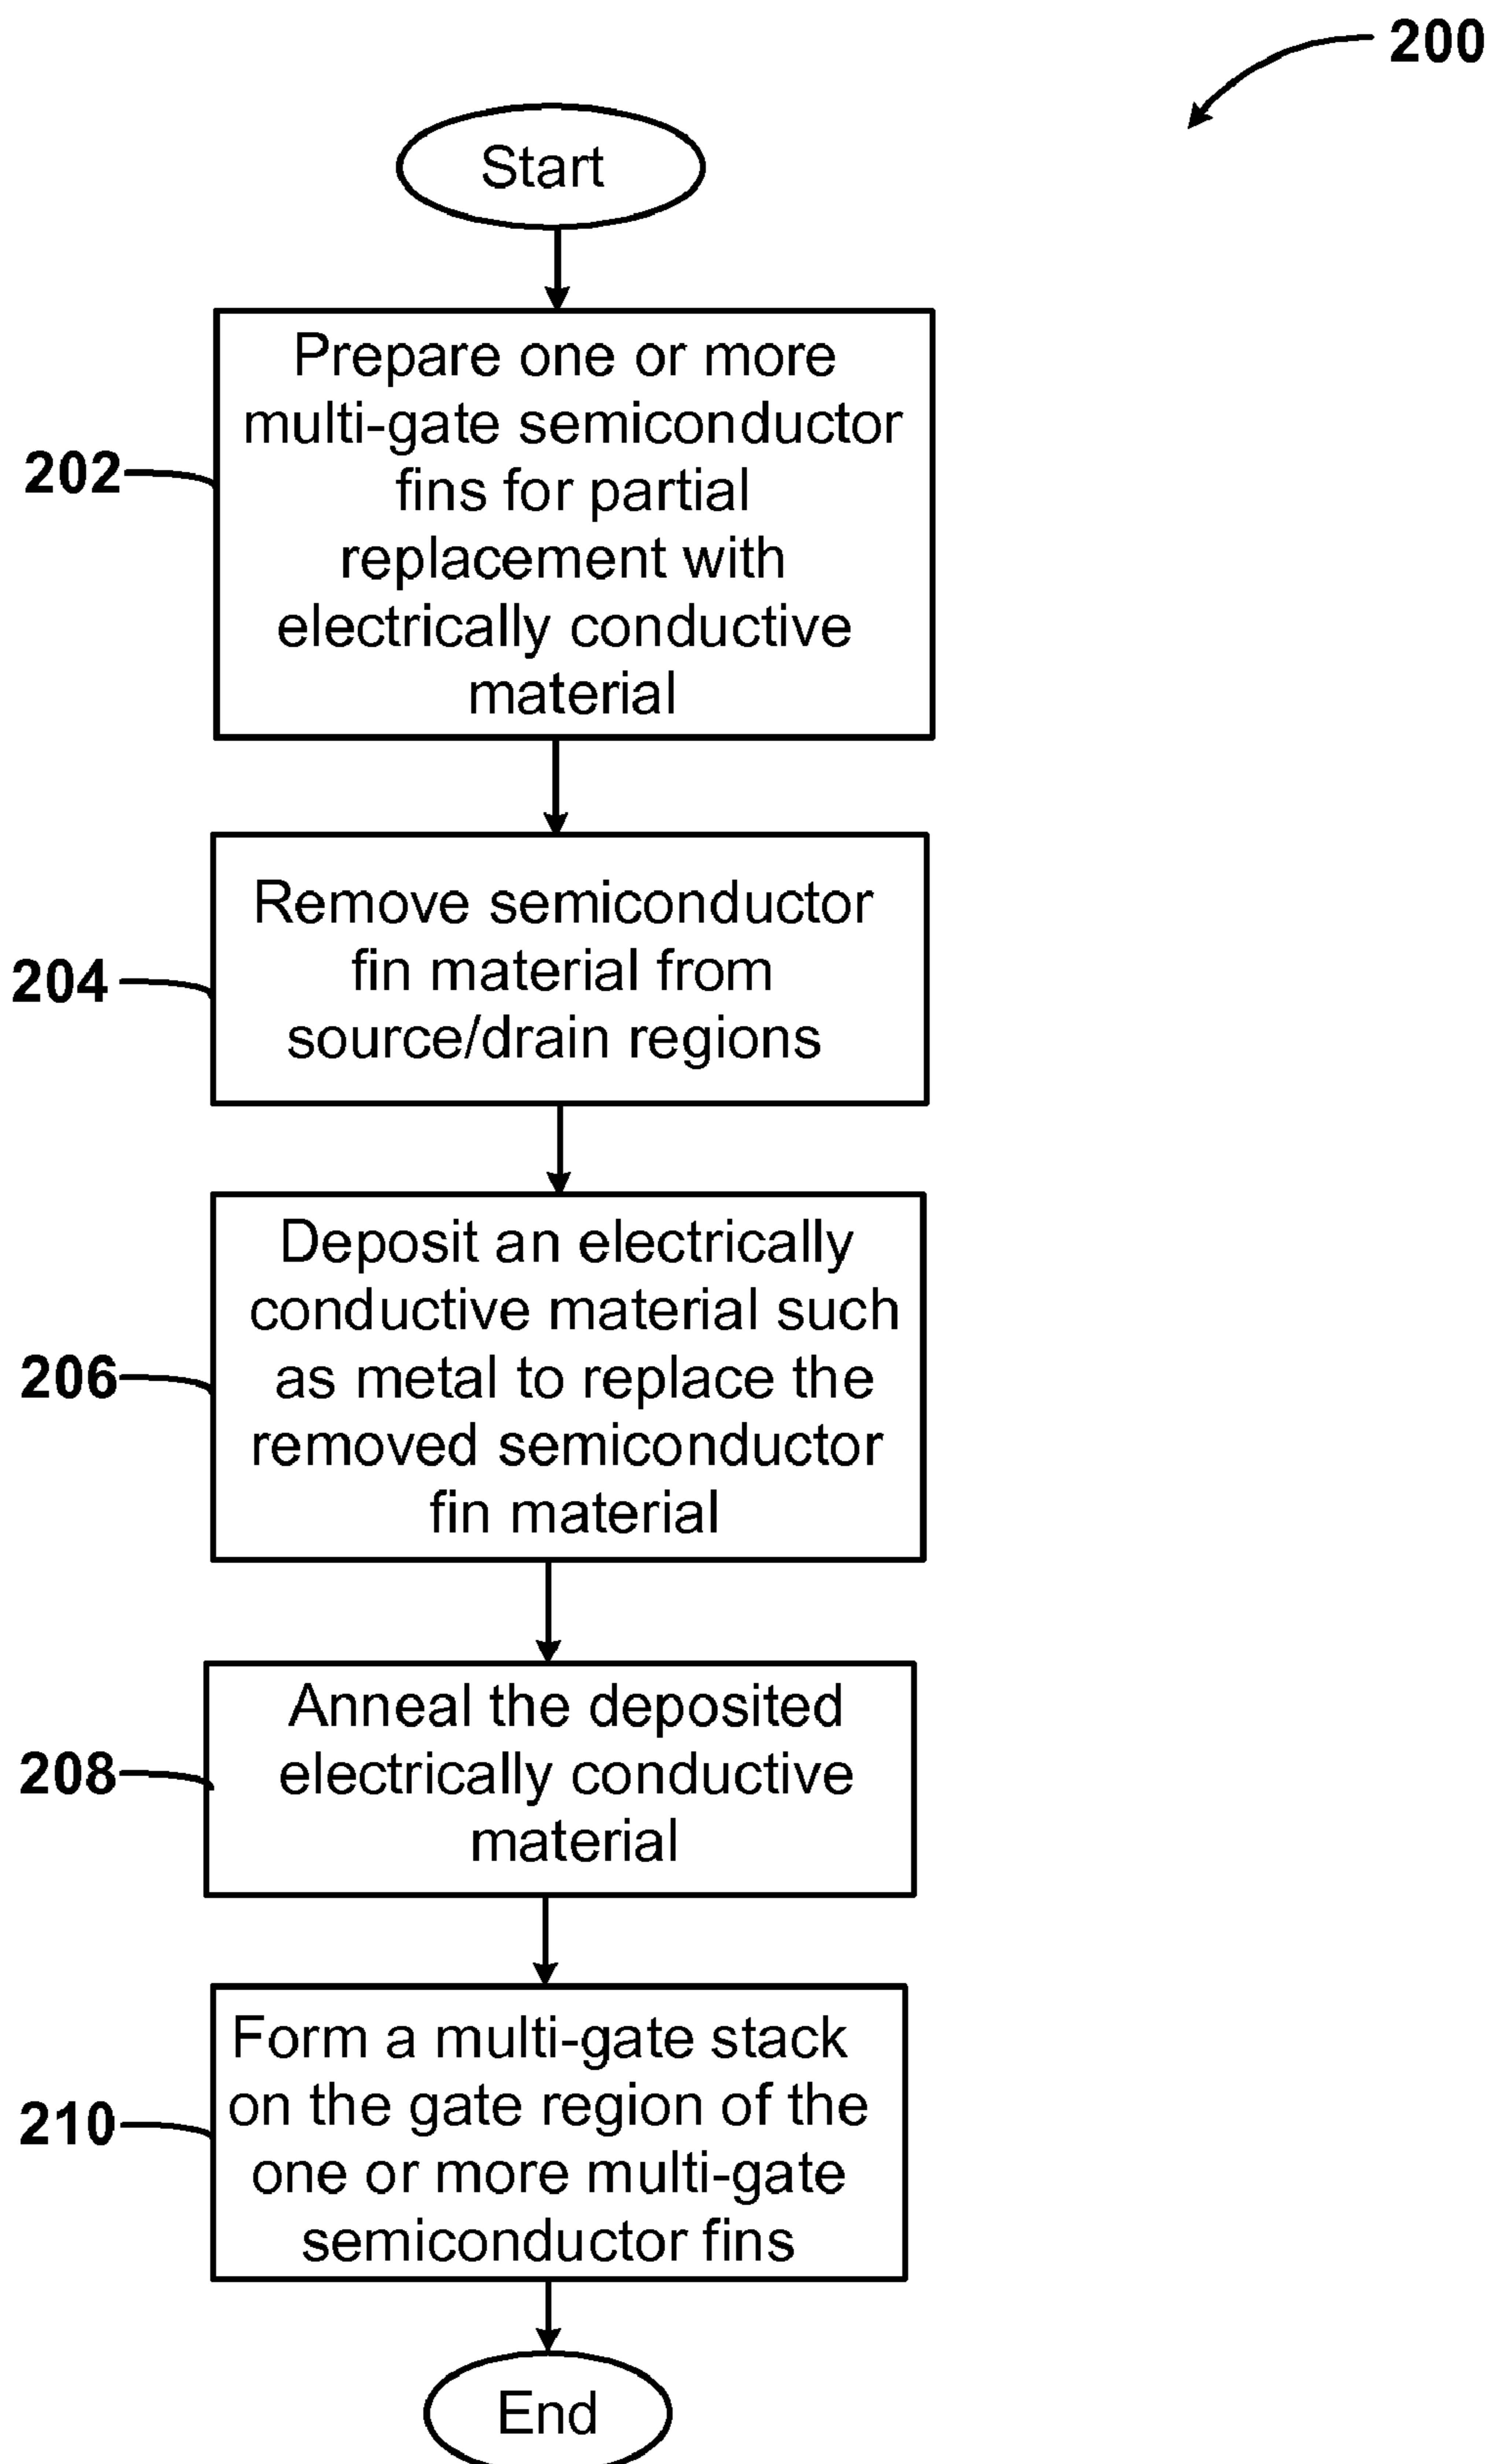 200
Start
Prepare one or more
multi-gate semiconductor
fins for partial
replacement with
electrically conductive
material
202
Remove semiconductor
fin material from
source/drain regions
204
Deposit an electrically
conductive material such
as metal to replace the
removed semiconductor
fin material
206
Anneal the deposited
electrically conductive
material
208
Form a multi-gate stack
on the gate region of the
one or more multi-gate
semiconductor fins
210
End